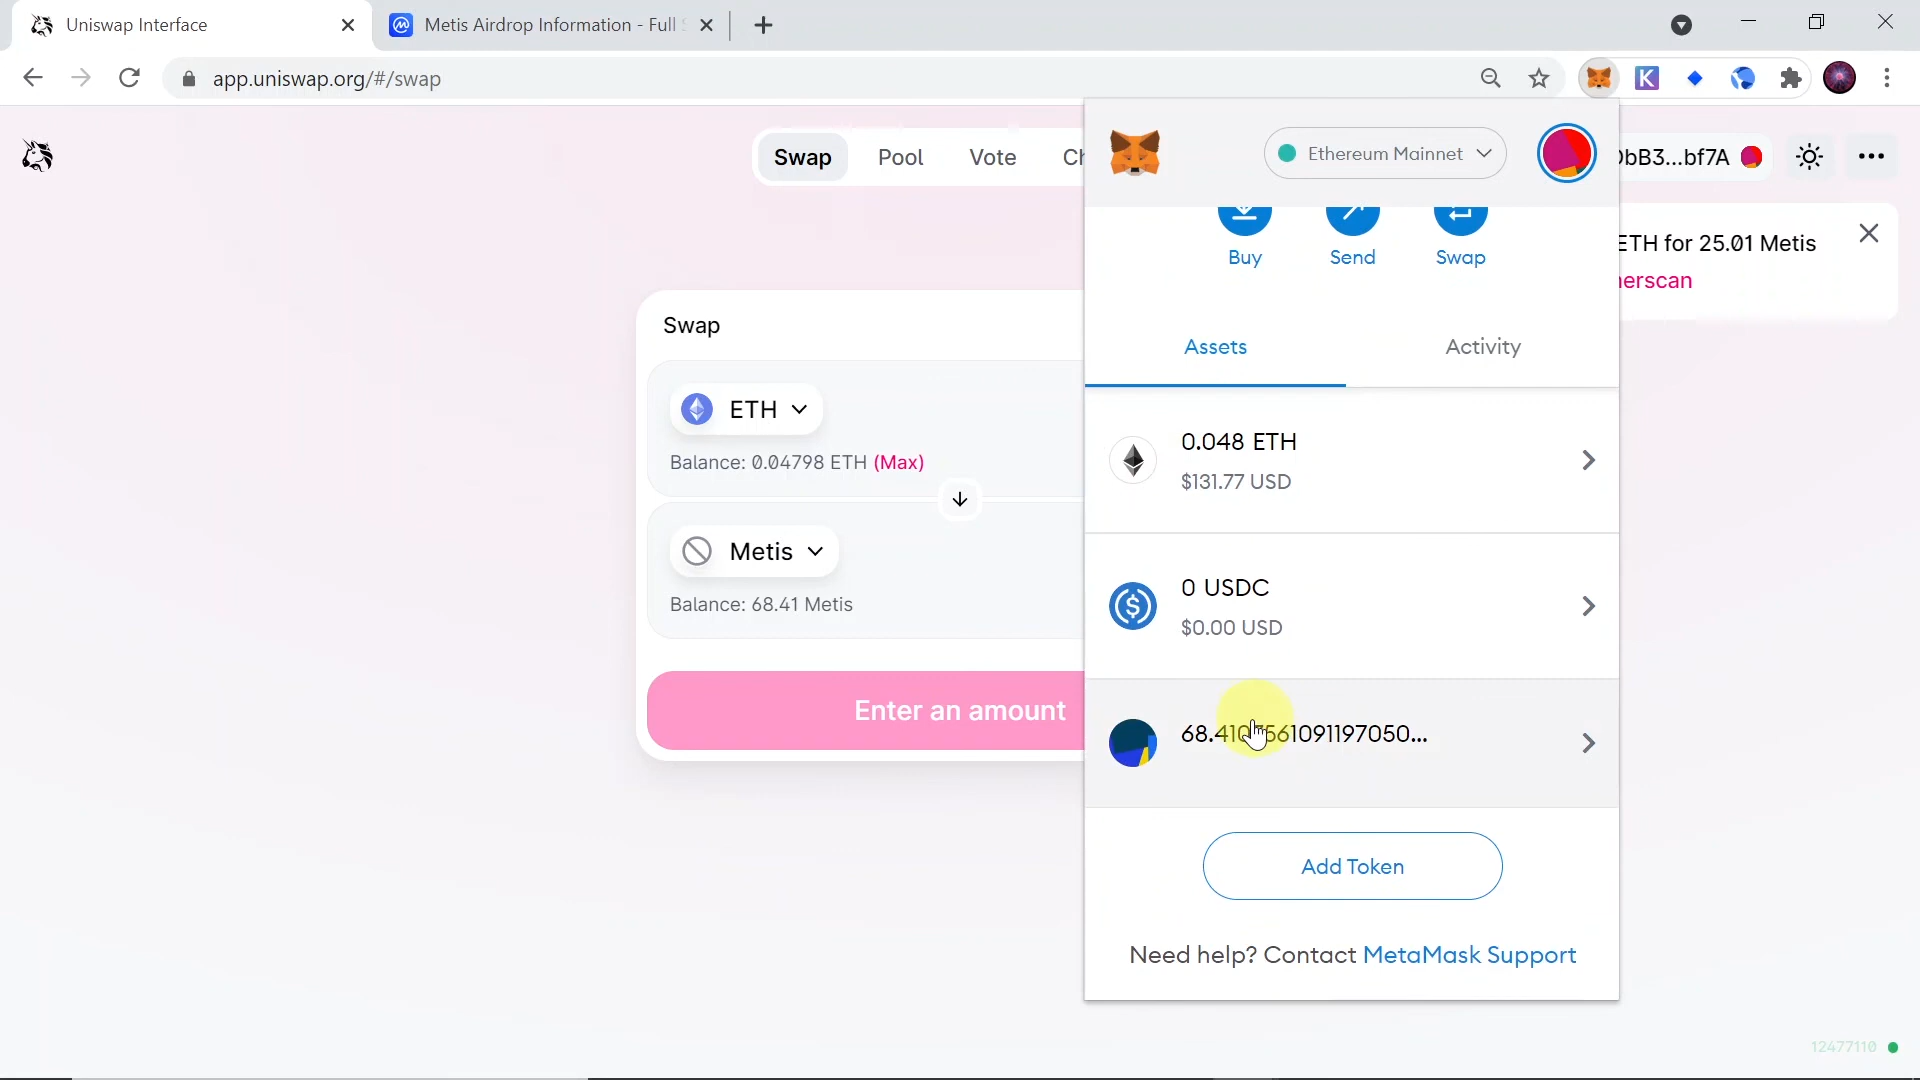 Uniswap Interface
Metis Airdrop Information - Full
app.uniswap.org/#/swap
Swap
Pool
Vote
Ch
Ethereum Mainnet
bB3...bf7A
Buy
Send
Swap
ETH for 25.01 Metis
erscan
Swap
Assets
Activity
ETH
Balance: 0.04798 ETH (Max)
0.048 ETH
$131.77 USD
Metis
Balance: 68.41 Metis
0 USDC
$0.00 USD
Enter an amount
Add Token
Need help? Contact MetaMask Support
12477110